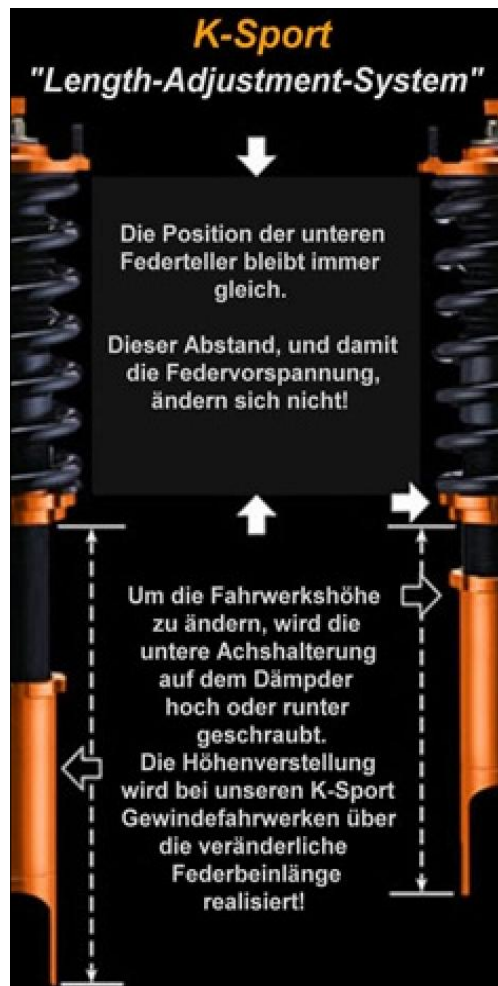 K-Sport
"Length-Adjustment-System"
Die Position der unteren
Federteller bleibt immer
gleich.
Dieser Abstand, und damit
die Federvorspannung,
ändern sich nicht!
Um die Fahrwerkshöhe
zu ändern, wird die
untere Achshalterung
auf dem Dämpder
hoch oder runter
geschraubt.
Die Höhenverstellung
wird bei unseren K-Sport
Gewindefahrwerken über
die veränderliche
Federbeinlänge
realisiert!